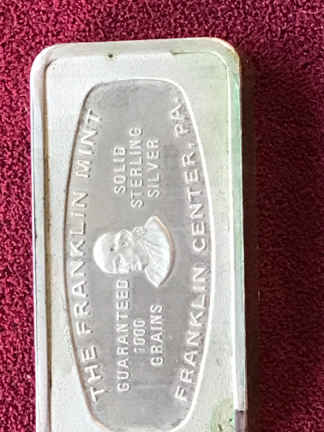 THE FRANKLIN MINT
SOLID
STERLING
SILVER
GUARANTEED
1000
GRAINS
FRANKLIN CENTER, PA.